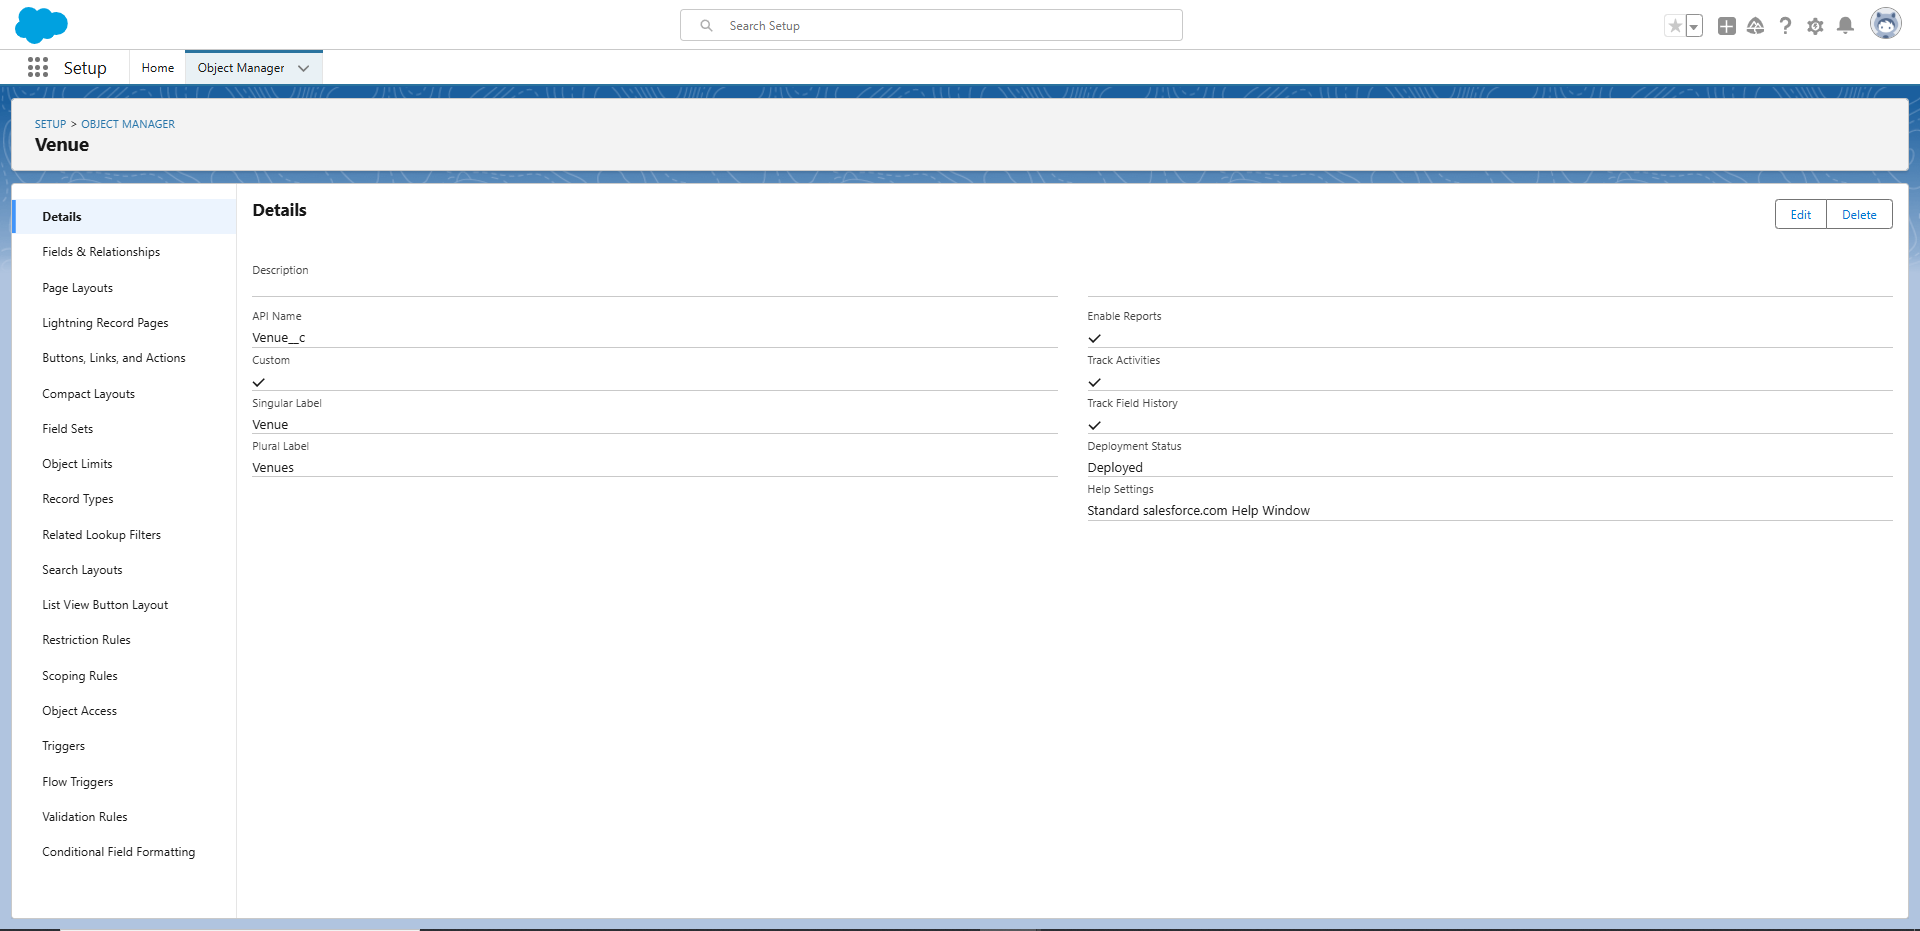 Search Setup
Setup
Home
Object Manager
SETUP > OBJECT MANAGER
Venue
Details
Fields & Relationships
Page Layouts
Lightning Record Pages
Buttons, Links, and Actions
Compact Layouts
Field Sets
Object Limits
Record Types
Related Lookup Filters
Search Layouts
List View Button Layout
Restriction Rules
Scoping Rules
Object Access
Triggers
Flow Triggers
Validation Rules
Conditional Field Formatting
Details
Edit
Delete
Description
API Name
Venue__c
Custom
Singular Label
Venue
Plural Label
Venues
Enable Reports
Track Activities
Track Field History
Deployment Status
Deployed
Help Settings
Standard salesforce.com Help Window